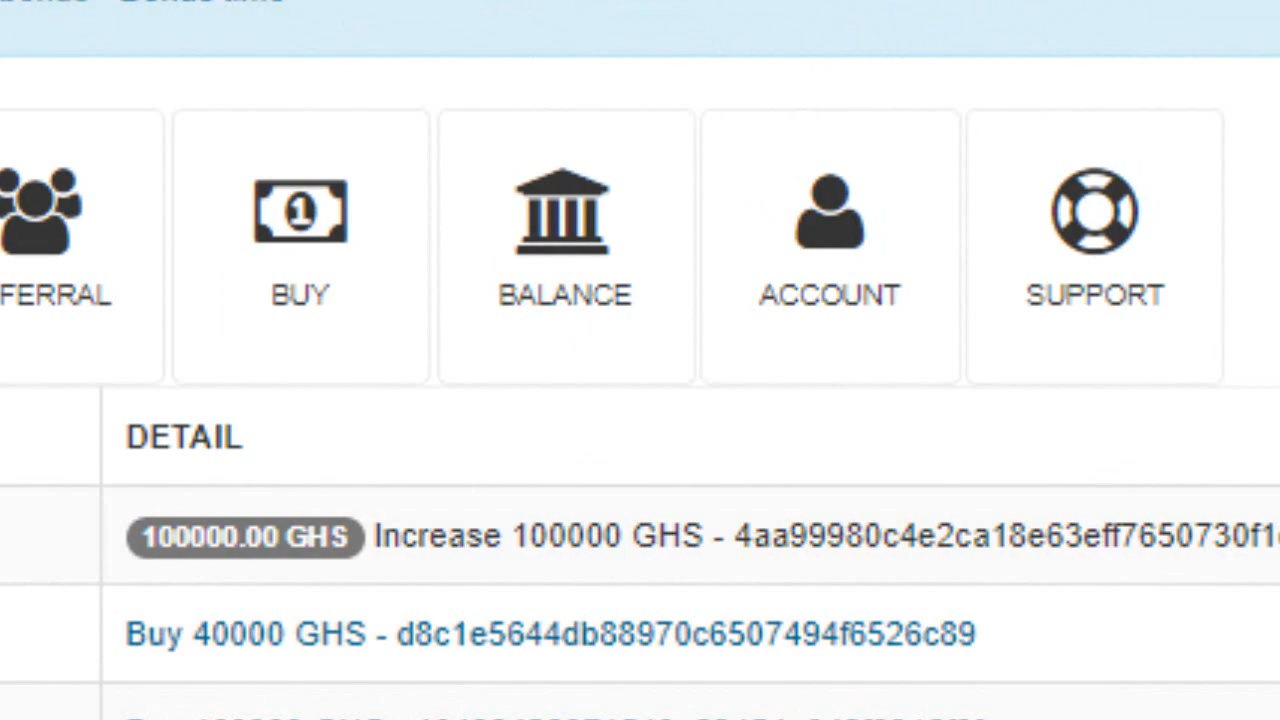 FERRAL
BUY
BALANCE
ACCOUNT
SUPPORT
DETAIL
100000.00 GHS Increase 100000 GHS - 4aa99980c4e2ca18e63eff7650730f1
Buy 40000 GHS - d8c1e5644db88970c6507494f6526c89